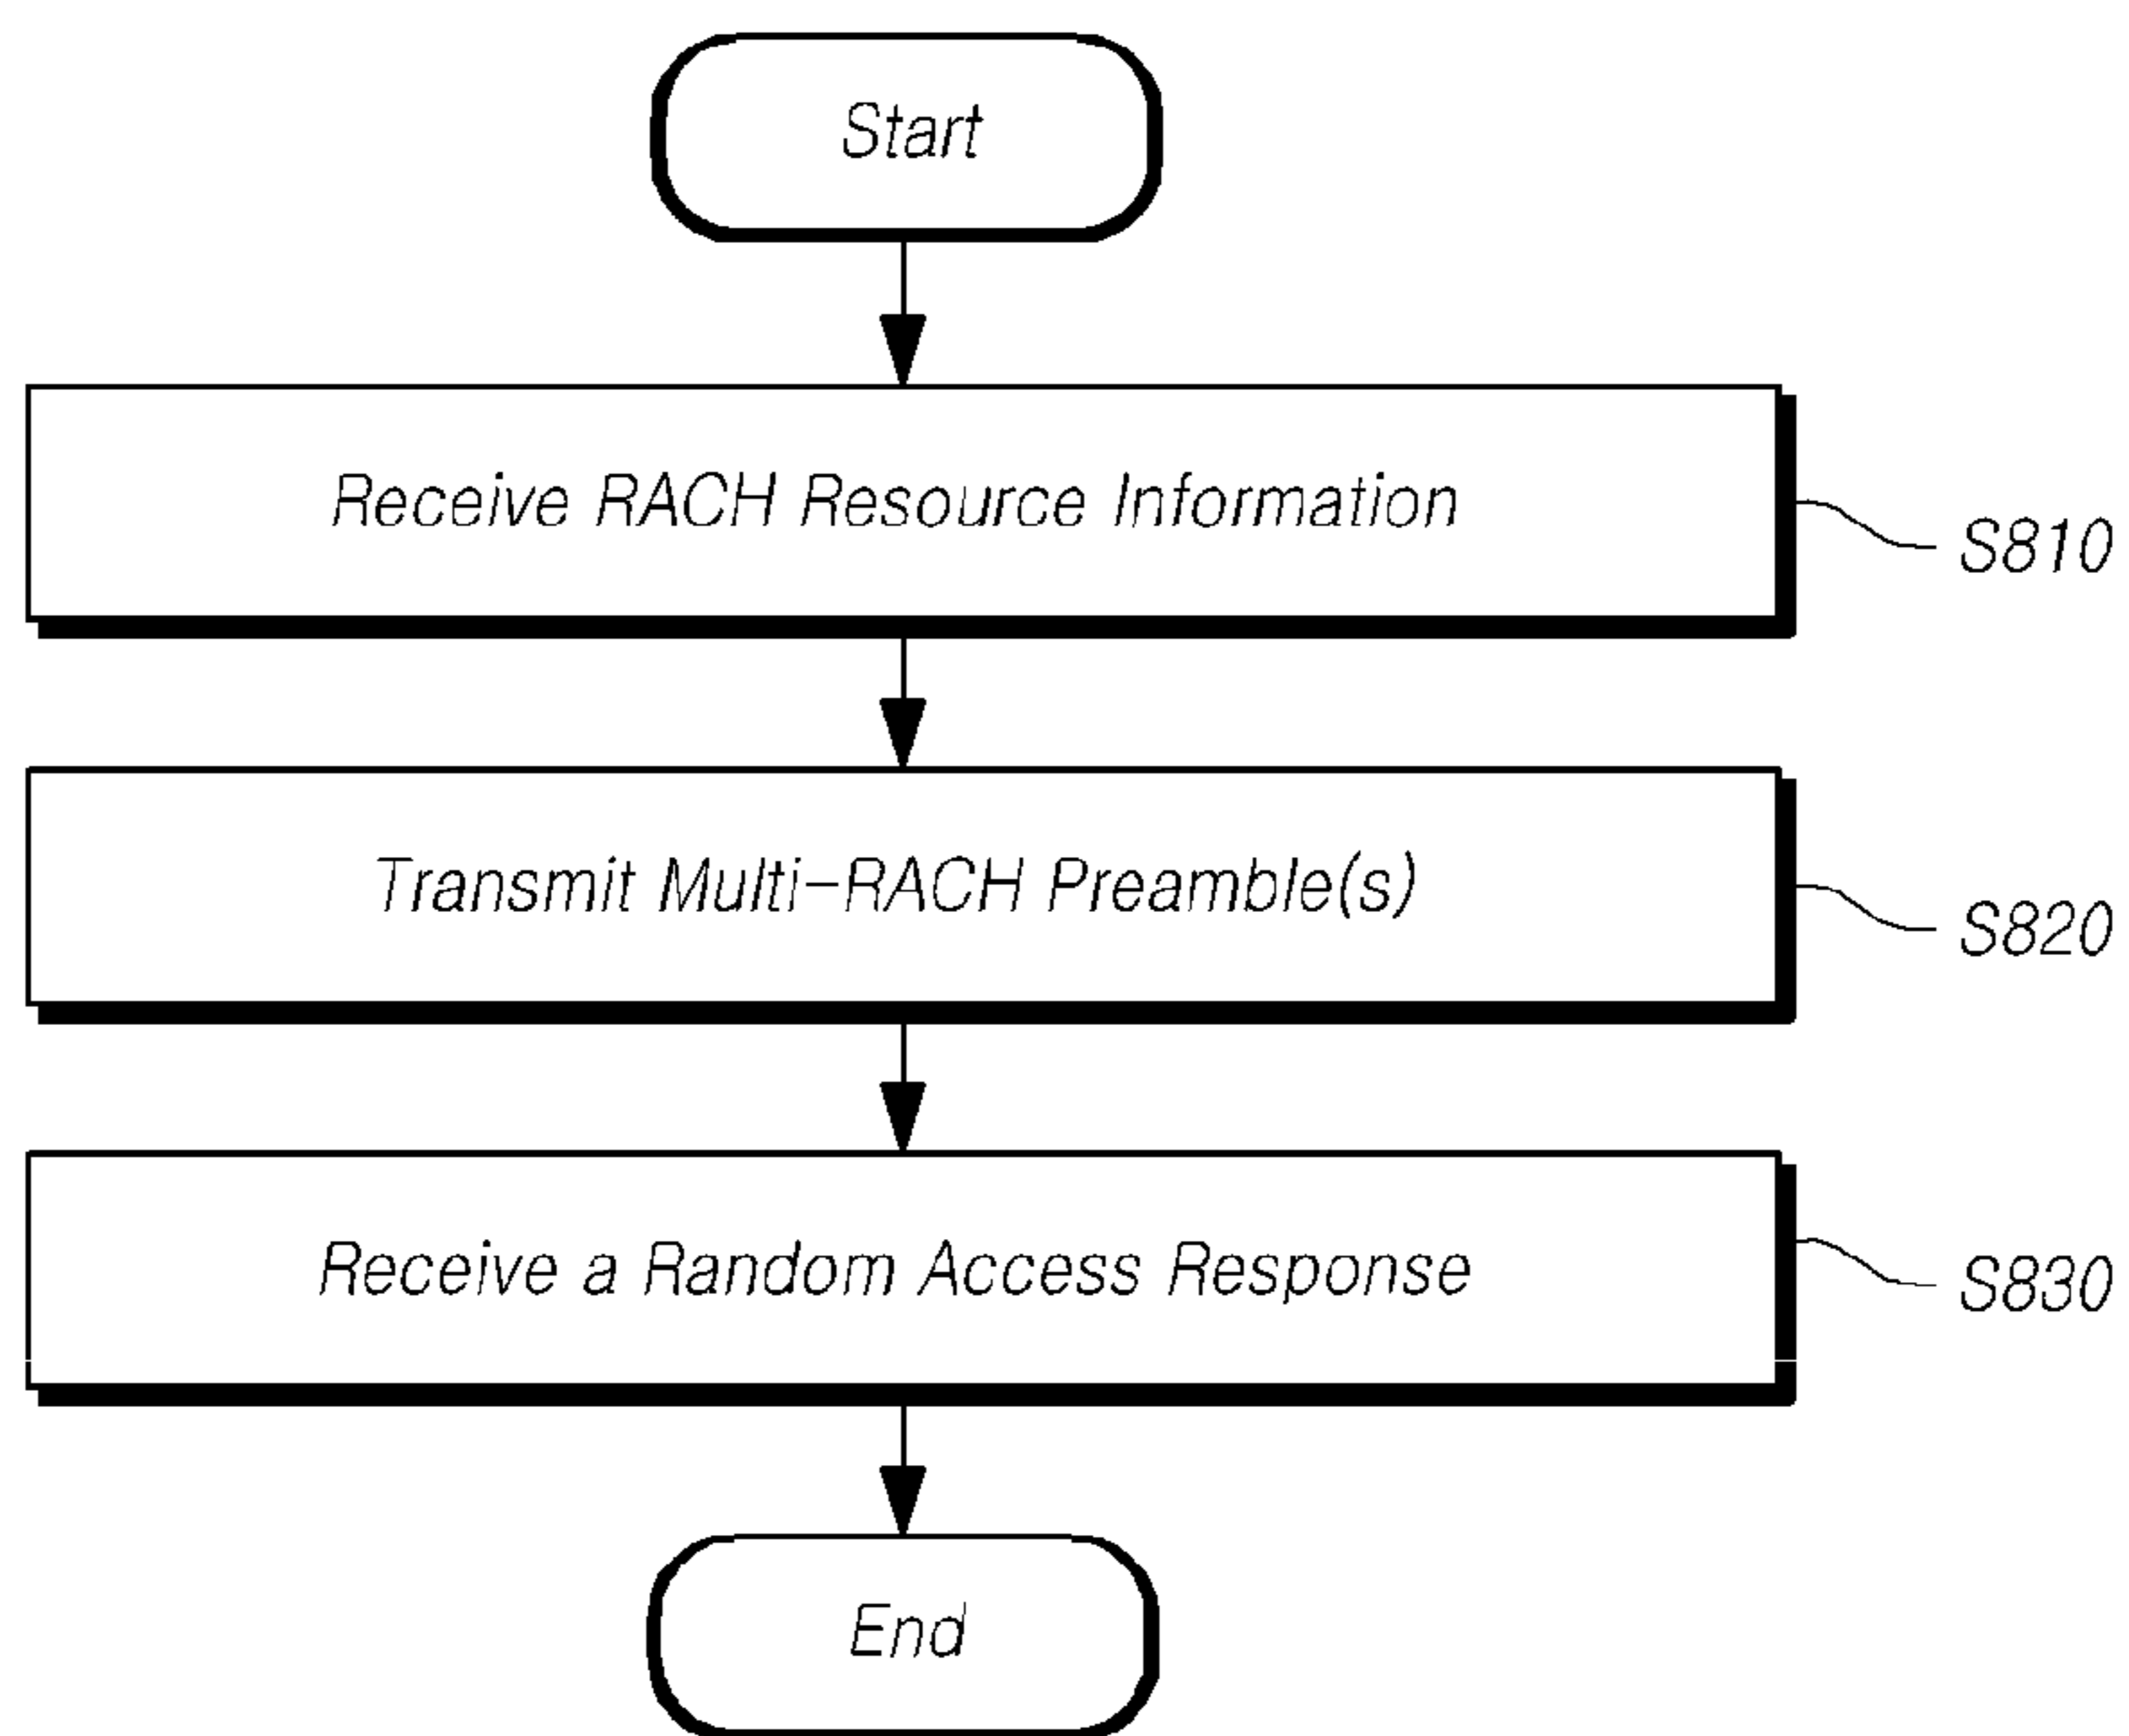 Start
Receive RACH Resource Information
S810
Transmit Multi-RACH Preamble(s)
S820
Receive a Random Access Response
S830
End